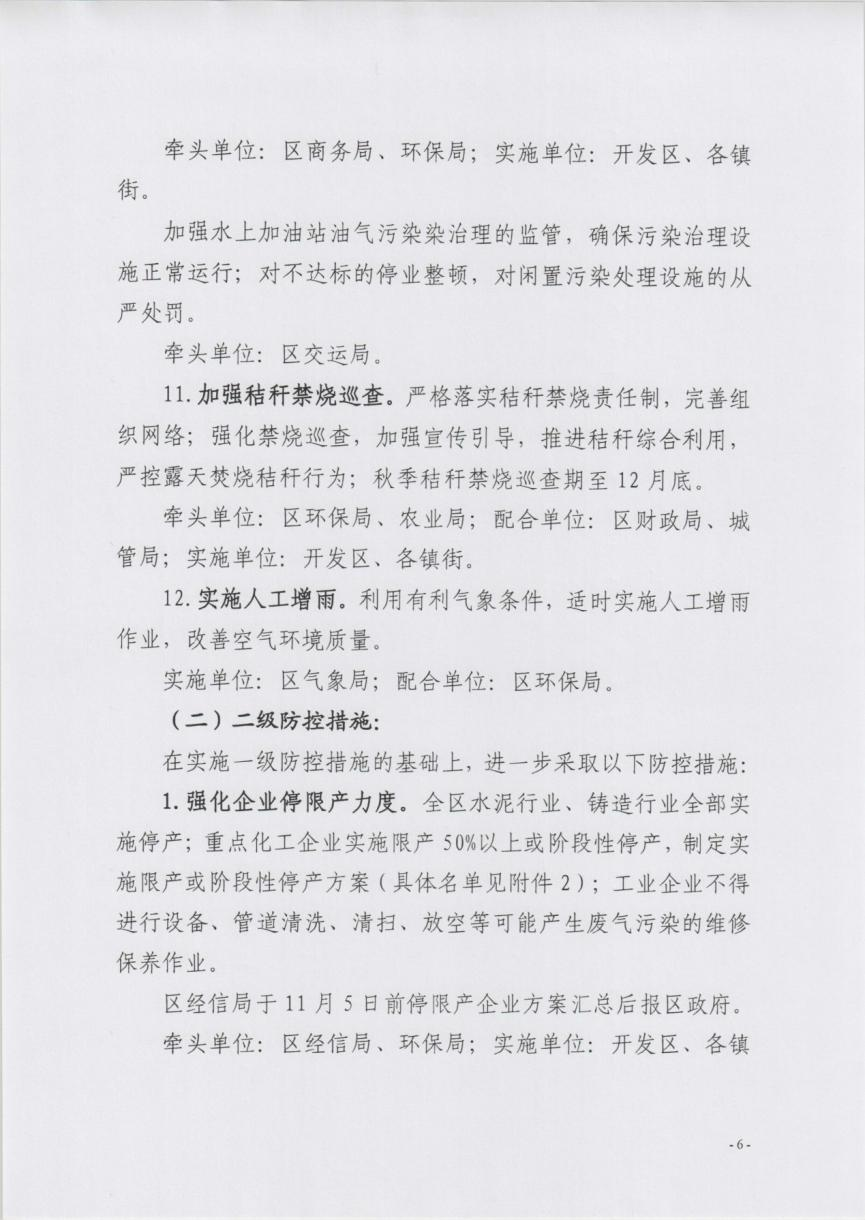 牵头单位：区商务局、环保局；实施单位：开发区、各镇
街。
加强水上加油站油气污染染治理的监管，确保污染治理设
施正常运行；对不达标的停业整顿，对闲置污染处理设施的从
严处罚。
牵头单位：区交运局。
11.加强秸秆禁烧巡查。严格落实秸秆禁烧责任制，完善组
织网络；强化禁烧巡查，加强宣传引导，推进秸秆综合利用，
严控露天焚烧秸秆行为；秋季秸秆禁烧巡查期至 12 月底。
牵头单位：区环保局、农业局；配合单位：区财政局、城
管局；实施单位：开发区、各镇街。
12.实施人工增雨。利用有利气象条件，适时实施人工增雨
作业，改善空气环境质量。
实施单位：区气象局；配合单位：区环保局。
（二）二级防控措施：
在实施一级防控措施的基础上，进一步采取以下防控措施：
1.强化企业停限产力度。全区水泥行业、铸造行业全部实
施停产；重点化工企业实施限产 50%以上或阶段性停产，制定实
施限产或阶段性停产方案（具体名单见附件 2）；工业企业不得
进行设备、管道清洗、清扫、放空等可能产生废气污染的维修
保养作业。
区经信局于 11 月 5 日前停限产企业方案汇总后报区政府。
牵头单位：区经信局、环保局；实施单位：开发区、各镇
- 6 -